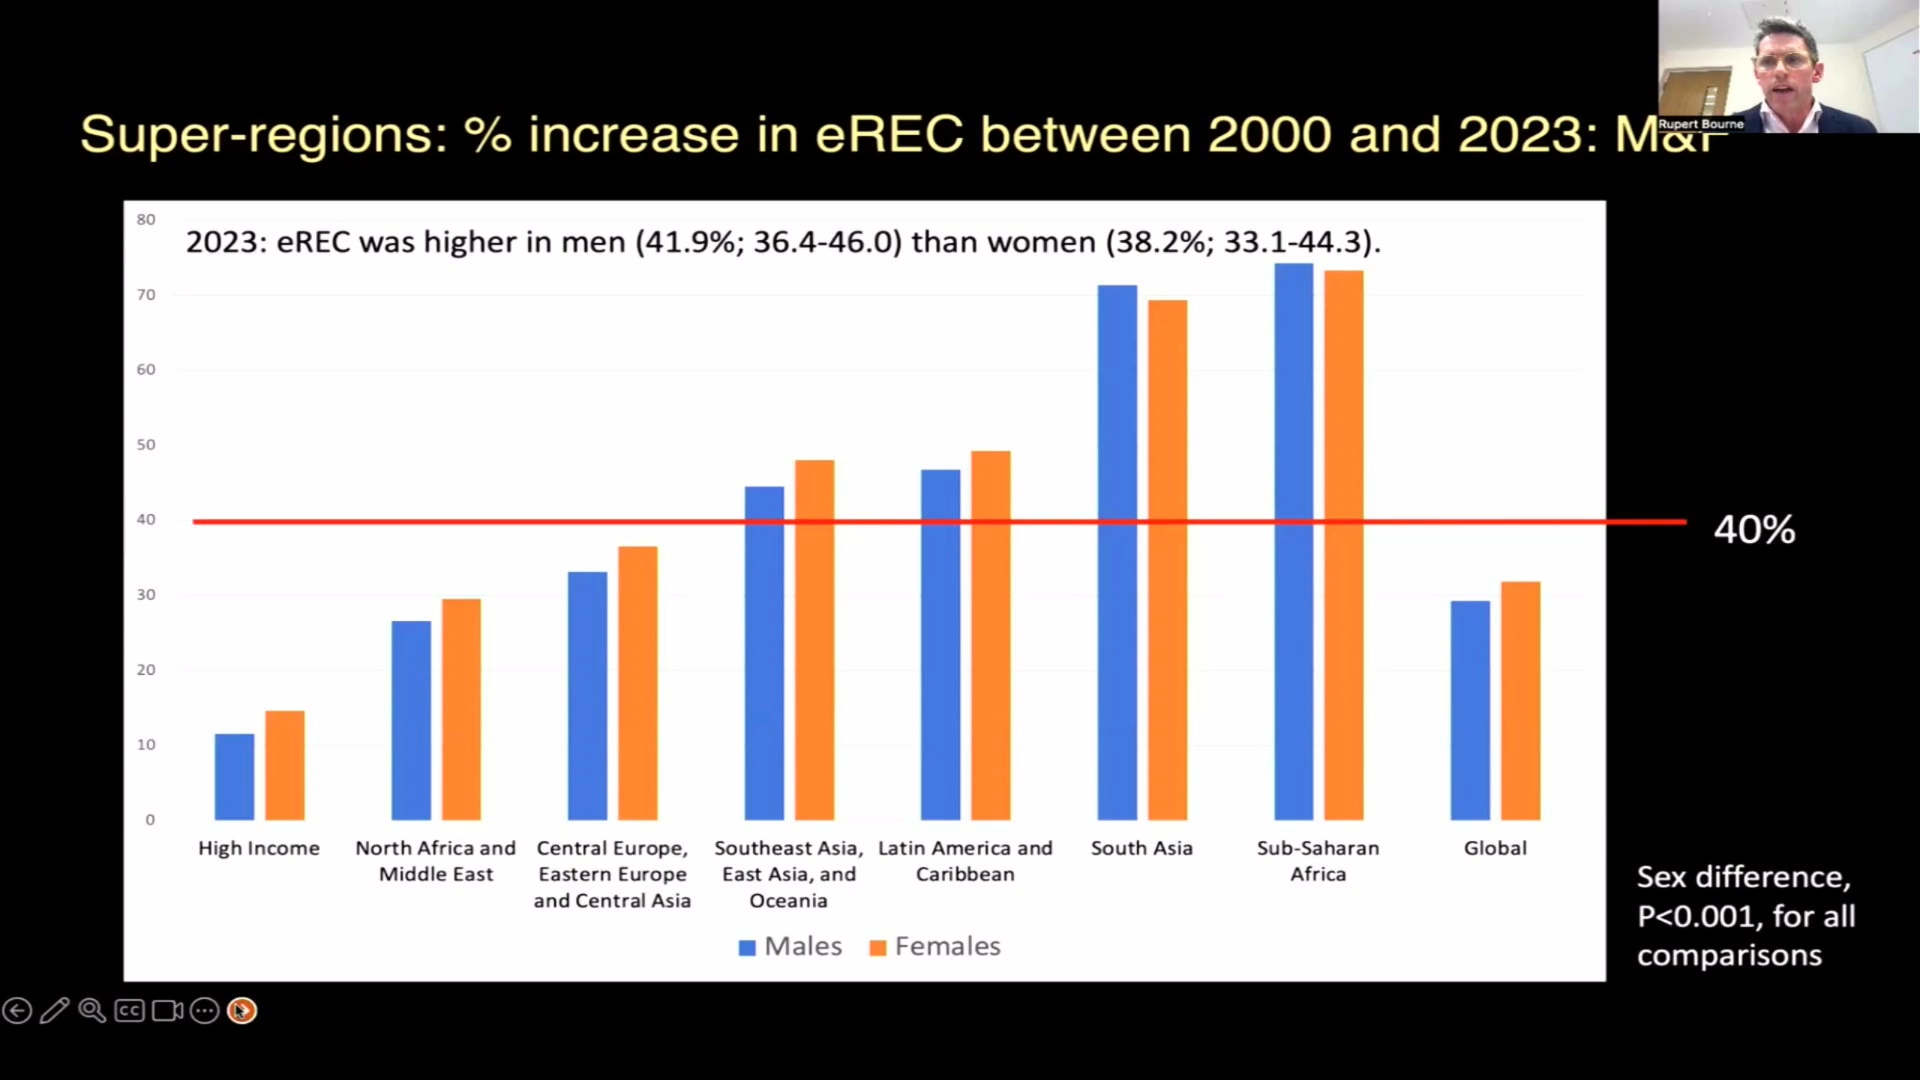 Rupert Bourne
Super-regions: % increase in eREC between 2000 and 2023: M&F
80
2023: eREC was higher in men (41.9%; 36.4-46.0) than women (38.2%; 33.1-44.3).
70
60
50
40
40%
30
20
10
0
High Income
North Africa and
Middle East
Central Europe,
Eastern Europe
and Central Asia
Southeast Asia,
East Asia, and
Oceania
Latin America and
Caribbean
South Asia
Sub-Saharan
Africa
Global
Males
Females
Sex difference,
P<0.001, for all
comparisons
CC